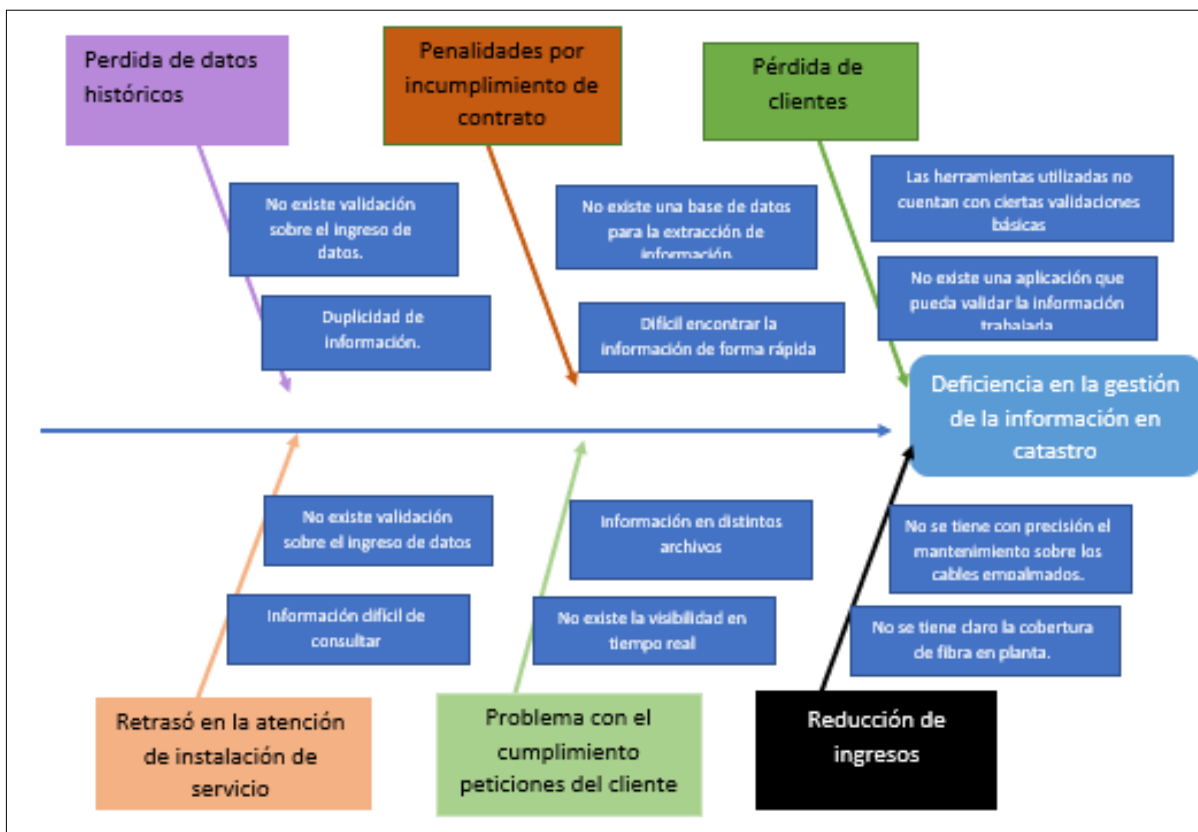 Perdida de datos
históricos
Penalidades por
incumplimiento de
contrato
Pérdida de
clientes
No existe validación
sobre el ingreso de
datos.
Duplicidad de
información.
No existe una base de datos
para la extracción de
información.
Difícil encontrar la
información de forma rápida
Las herramientas utilizadas no
cuentan con ciertas validaciones
básicas
No existe una aplicación que
pueda validar la información
trabajada
Deficiencia en la gestión
de la información en
catastro
No existe validación
sobre el ingreso de datos
Información difícil de
consultar
Información en distintos
archivos
No existe la visibilidad en
tiempo real
No se tiene con precisión el
mantenimiento sobre los
cables empalmados.
No se tiene claro la cobertura
de fibra en planta.
Retrasó en la atención
de instalación de
servicio
Problema con el
cumplimiento
peticiones del cliente
Reducción de
ingresos